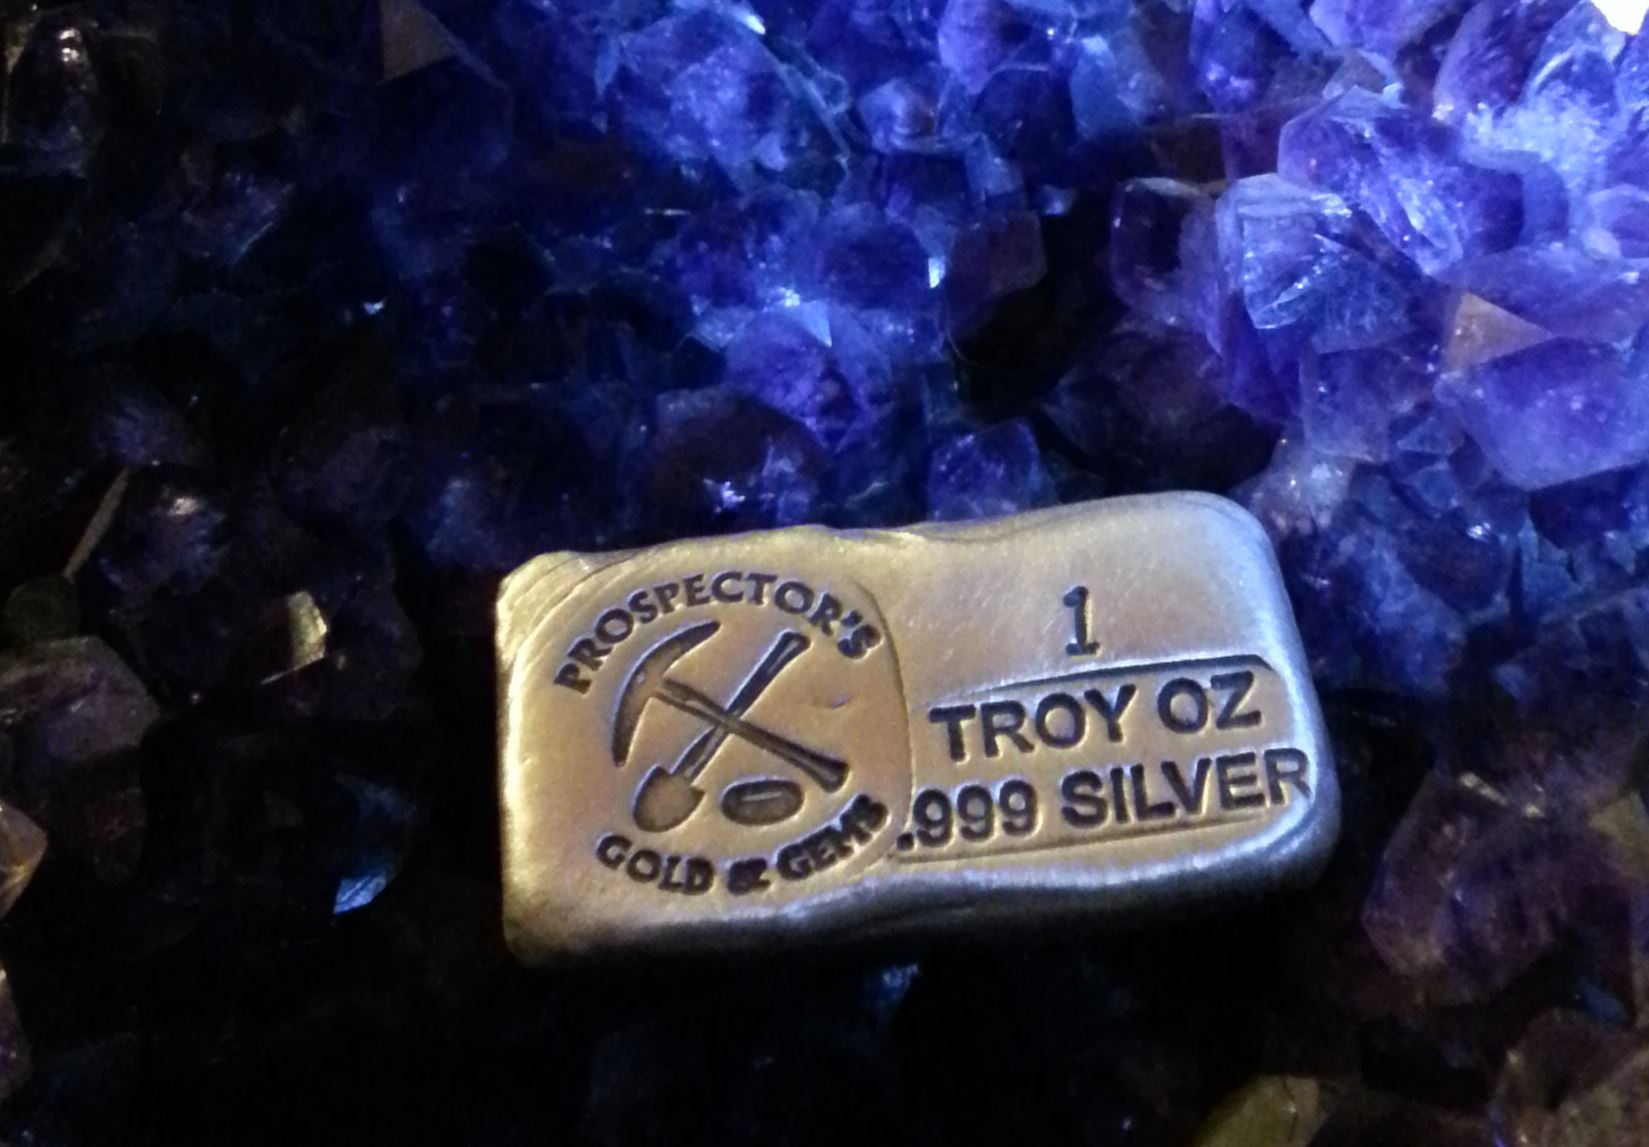 PROSPECTOR'S
GOLD & GEMS
1
TROY OZ
.999 SILVER